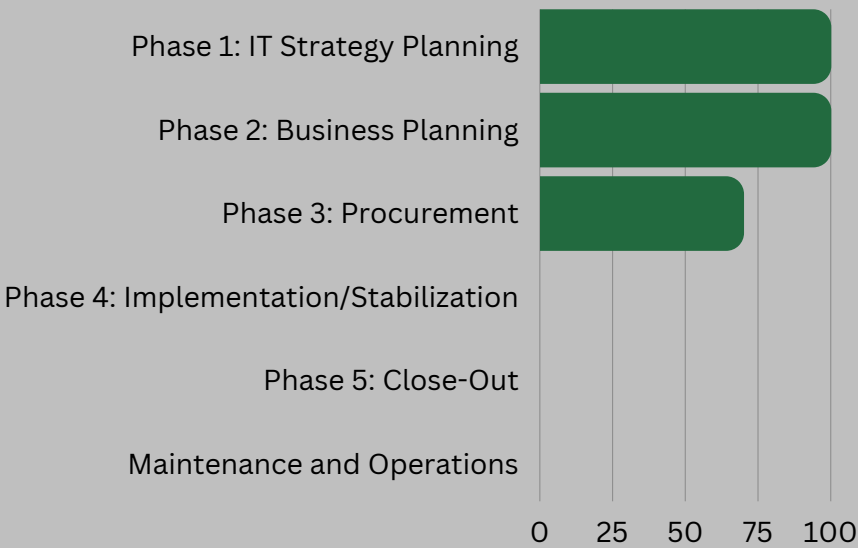 Phase 1: IT Strategy Planning
Phase 2: Business Planning
Phase 3: Procurement
Phase 4: Implementation/Stabilization
Phase 5: Close-Out
Maintenance and Operations
0 25 50 75 100